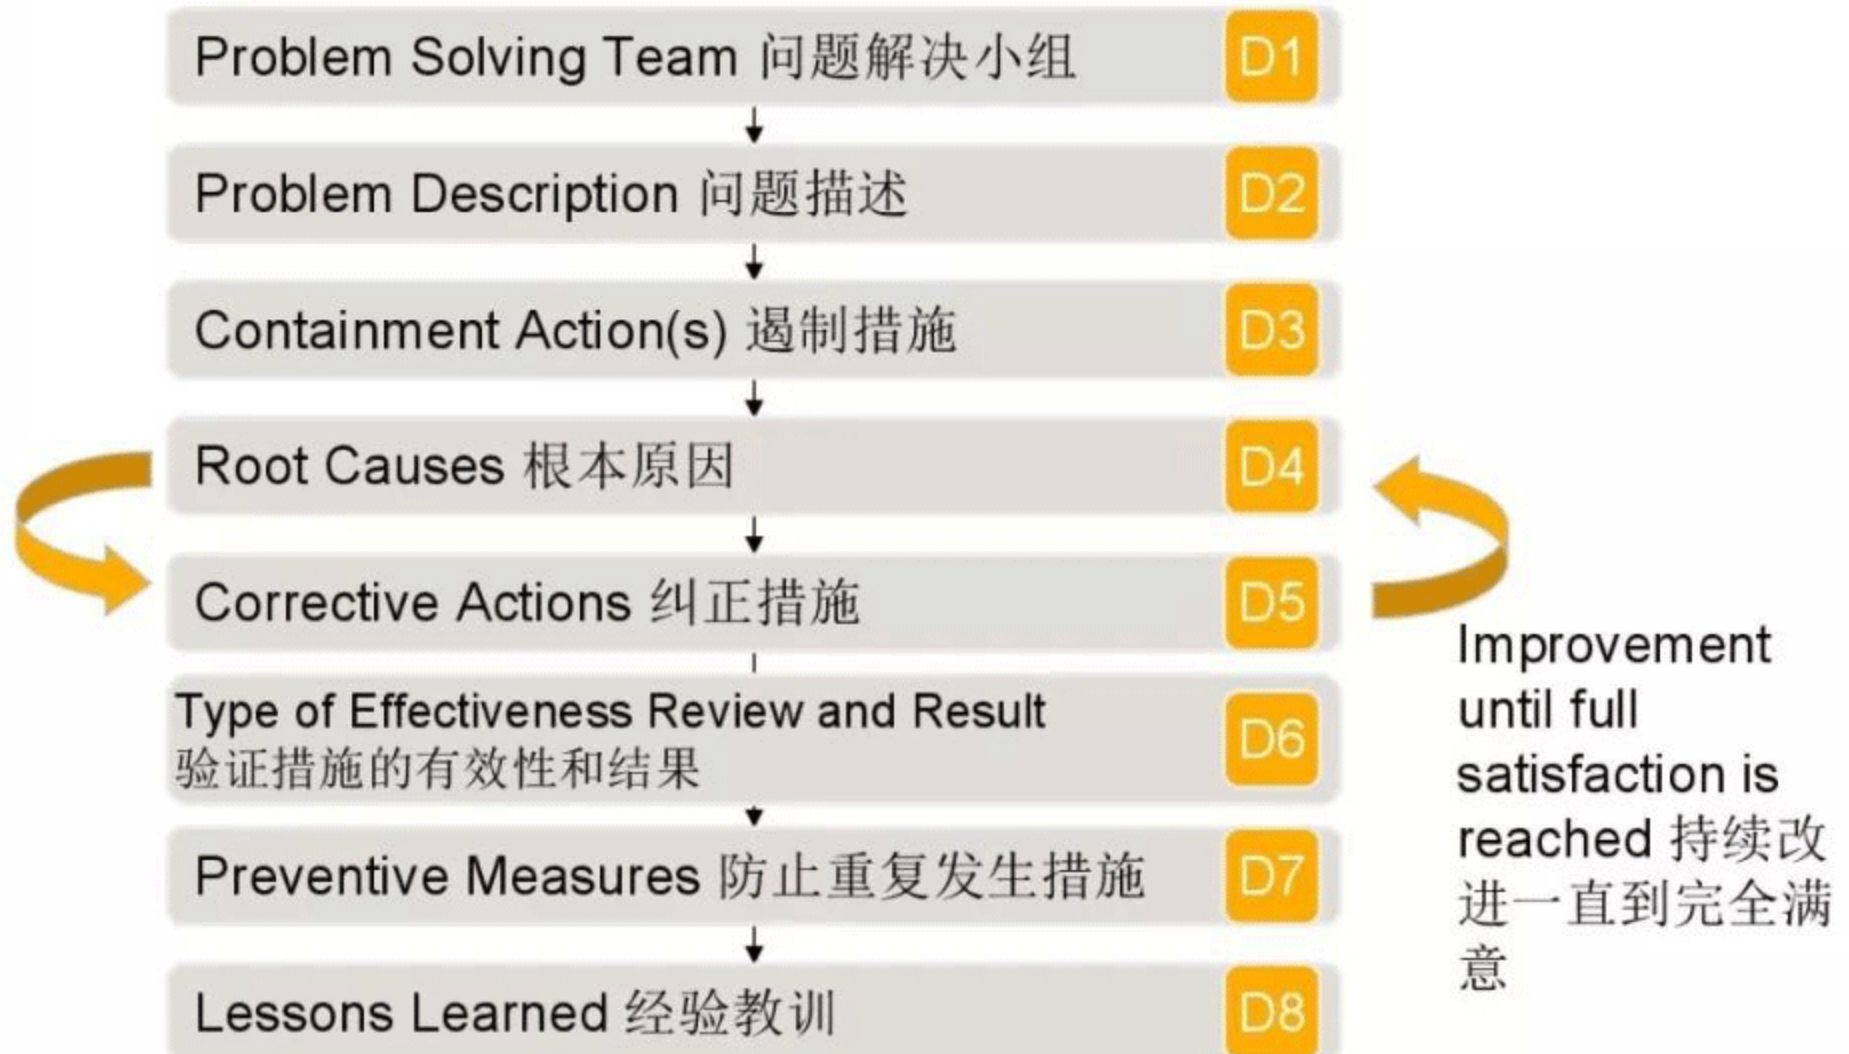 Problem Solving Team 问题解决小组 D1
Problem Description 问题描述 D2
Containment Action(s) 遏制措施 D3
Root Causes 根本原因 D4
Corrective Actions 纠正措施 D5
Type of Effectiveness Review and Result
验证措施的有效性和结果
D6
Preventive Measures 防止重复发生措施 D7
Lessons Learned 经验教训 D8
Improvement
until full
satisfaction is
reached 持续改
进一直到完全满
意